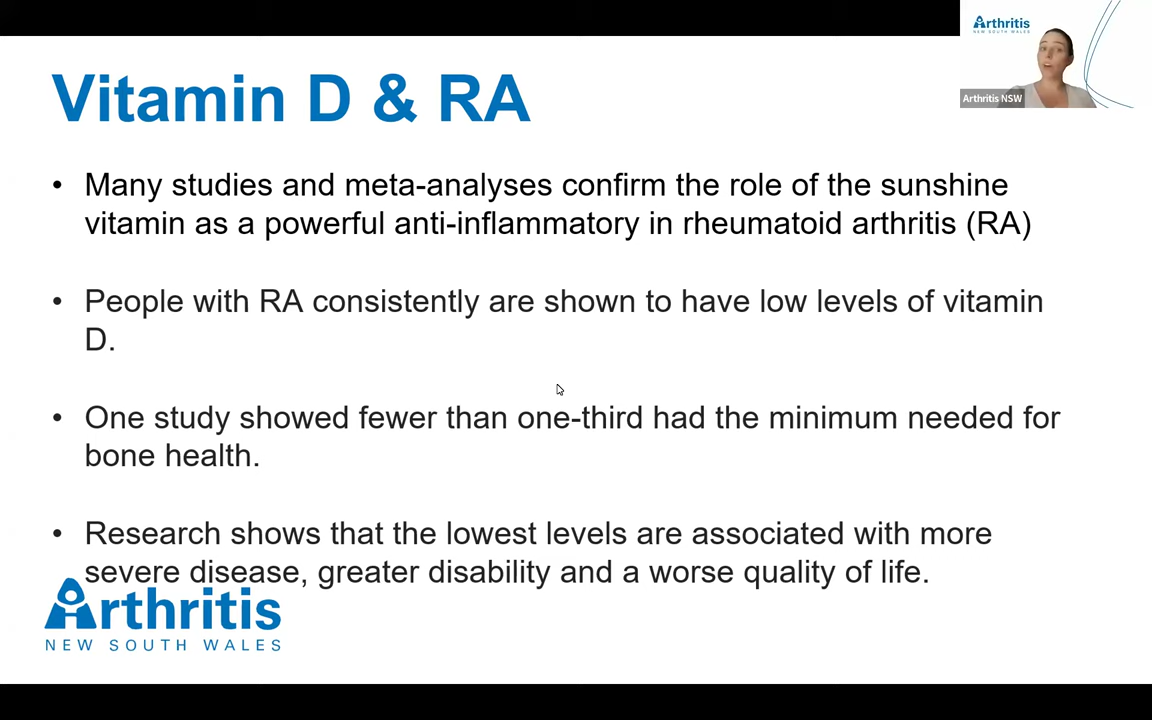 Arthritis
NEW SOUTH WALES
Arthritis NSW
Vitamin D & RA
• Many studies and meta-analyses confirm the role of the sunshine
vitamin as a powerful anti-inflammatory in rheumatoid arthritis (RA)
• People with RA consistently are shown to have low levels of vitamin
D.
• One study showed fewer than one-third had the minimum needed for
bone health.
• Research shows that the lowest levels are associated with more
severe disease, greater disability and a worse quality of life.
Arthritis
NEW SOUTH WALES